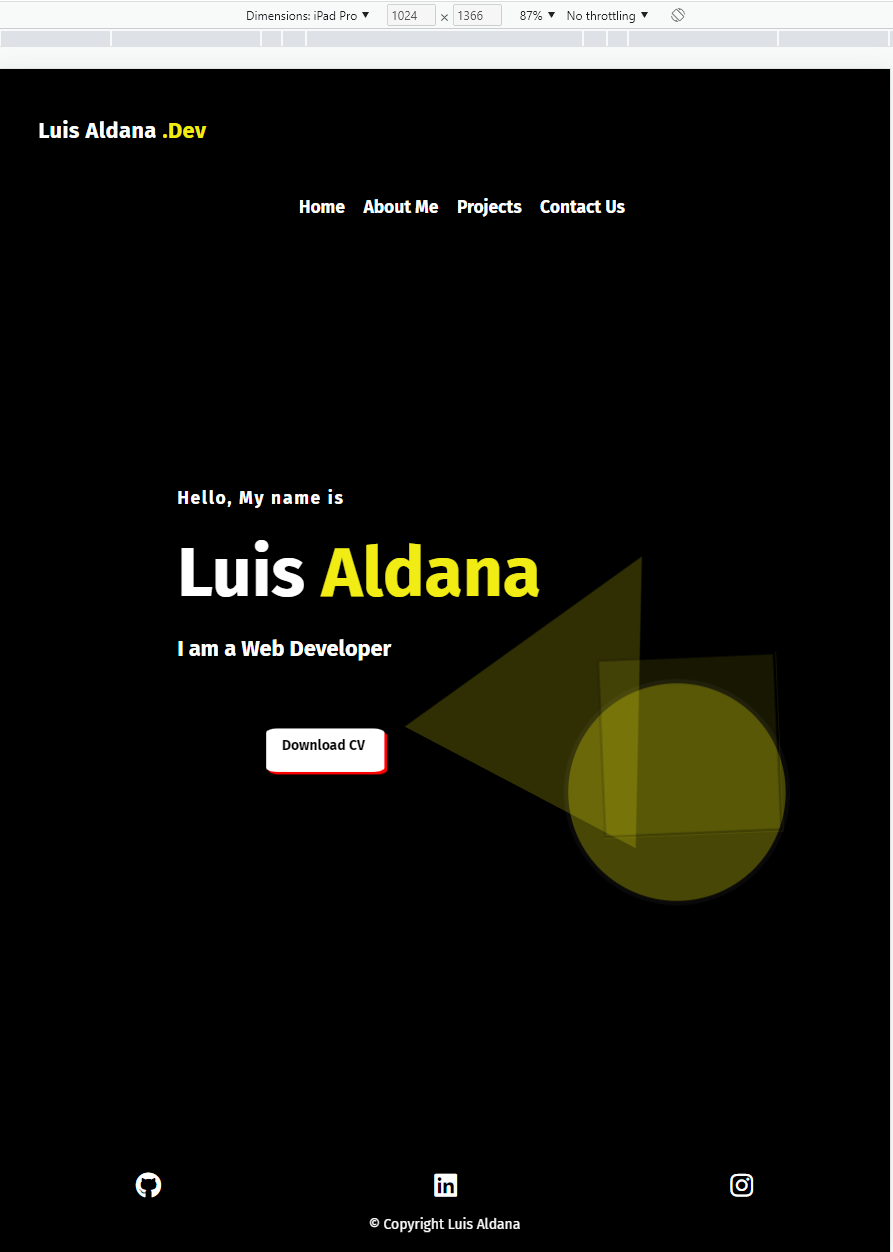 Dimensions: iPad Pro ▼ 1024 × 1366 87% ▼ No throttling ▼
Luis Aldana .Dev
Home About Me Projects Contact Us
Hello, My name is
Luis Aldana
I am a Web Developer
Download CV
in
© Copyright Luis Aldana